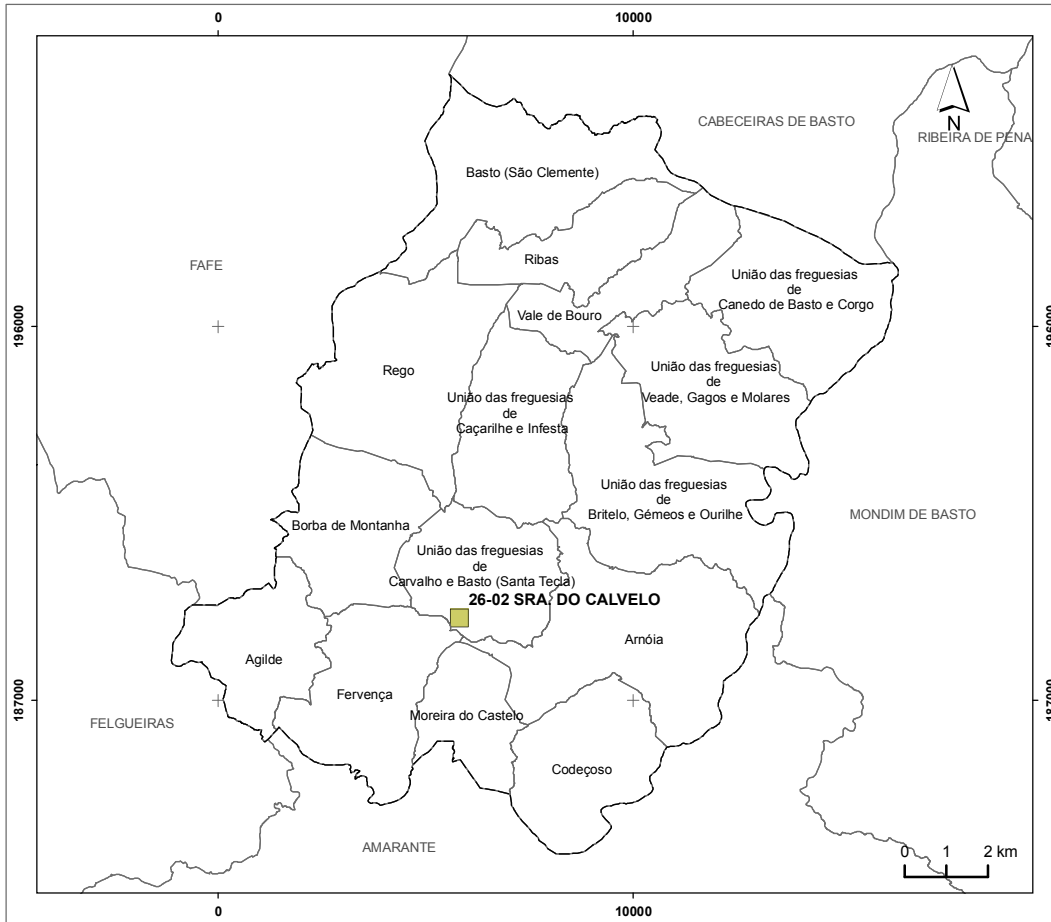 0
10000
CABECEIRAS DE BASTO
N
RIBEIRA DE PENA
Basto (São Clemente)
FAFE
Ribas
União das freguesias
de
Canedo de Basto e Corgo
196000
Vale de Bouro
196000
Rego
União das freguesias
de
Veade, Gagos e Molares
União das freguesias
de
Caçarilhe e Infesta
União das freguesias
de
Britelo, Gémeos e Ourilhe
MONDIM DE BASTO
Borba de Montanha
União das freguesias
de
Carvalho e Basto (Santa Tecla)
26-02 SRA. DO CALVELO
Arnóia
Agilde
Fervença
187000
187000
FELGUEIRAS
Moreira do Castelo
Codeçoso
AMARANTE
0 1 2 km
0
10000